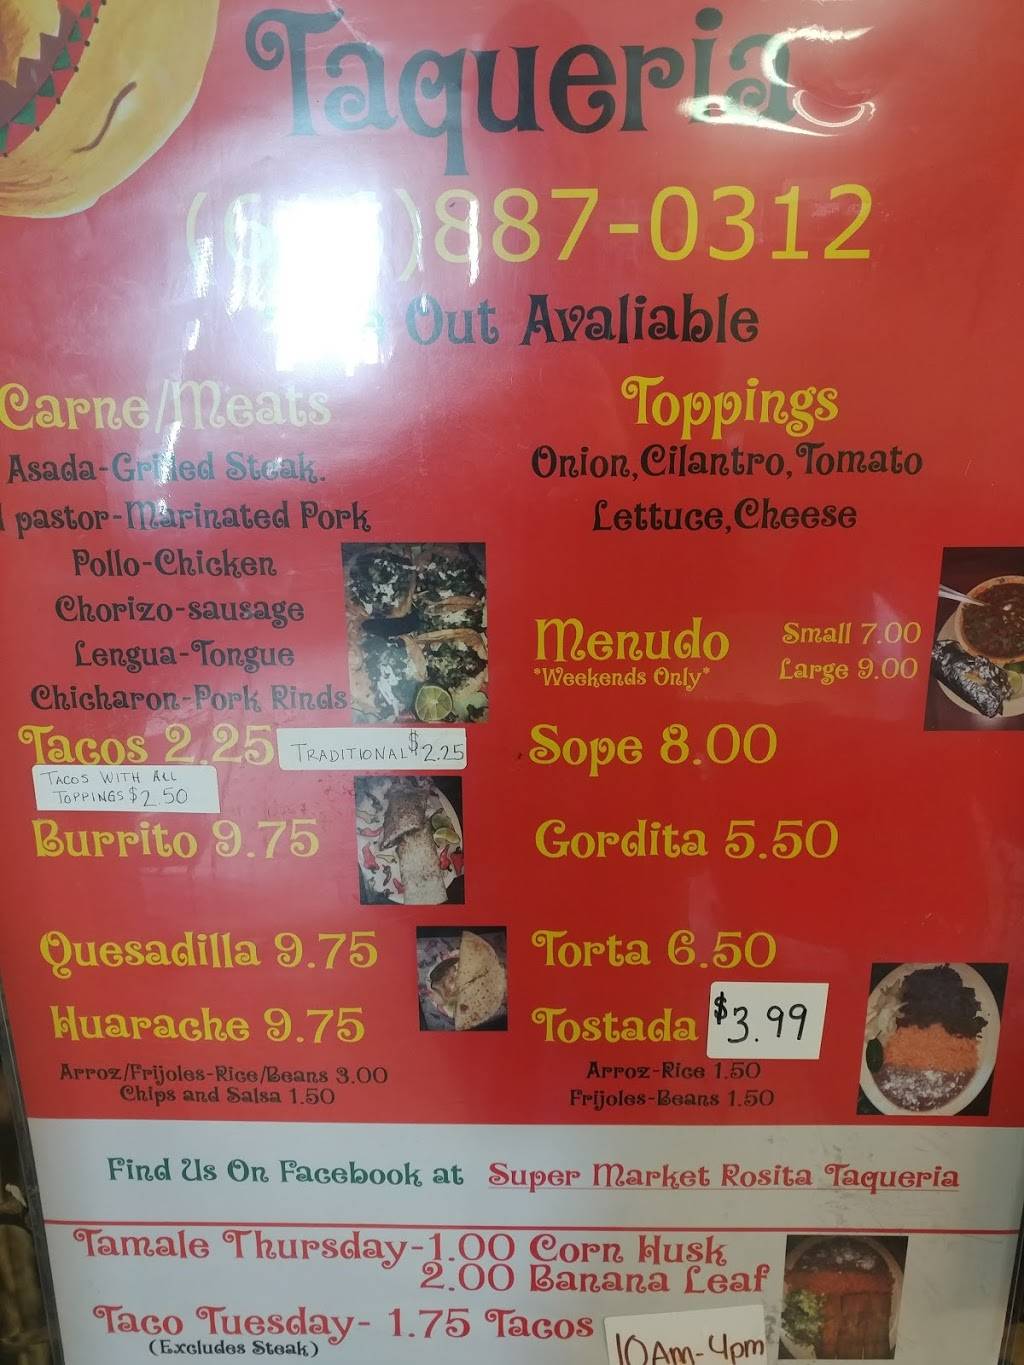 Taqueria
887-0312
Out Avaliable
Carne/Meats
Asada-Grilled Steak.
pastor-Marinated Pork
Pollo-Chicken
Chorizo-sausage
Lengua-Tongue
Chicharon-Pork Rinds
Toppings
Onion,Cilantro,Tomato
Lettuce,Cheese
Menudo
*Weekends Only*
Small 7.00
Large 9.00
Tacos 2.25
TRADITIONAL $2.25
TACOS WITH ALL
TOPPINGS $2.50
Sope 8.00
Burrito 9.75
Gordita 5.50
Quesadilla 9.75
Torta 6.50
Huarache 9.75
Tostada $3.99
Arroz/Frijoles-Rice/Beans 3.00
Chips and Salsa 1.50
Arroz-Rice 1.50
Frijoles-Beans 1.50
Find Us On Facebook at Super Market Rosita Taqueria
Tamale Thursday-1.00 Corn Husk
2.00 Banana Leaf
Taco Tuesday- 1.75 Tacos
(Excludes Steak)
10Am-4pm